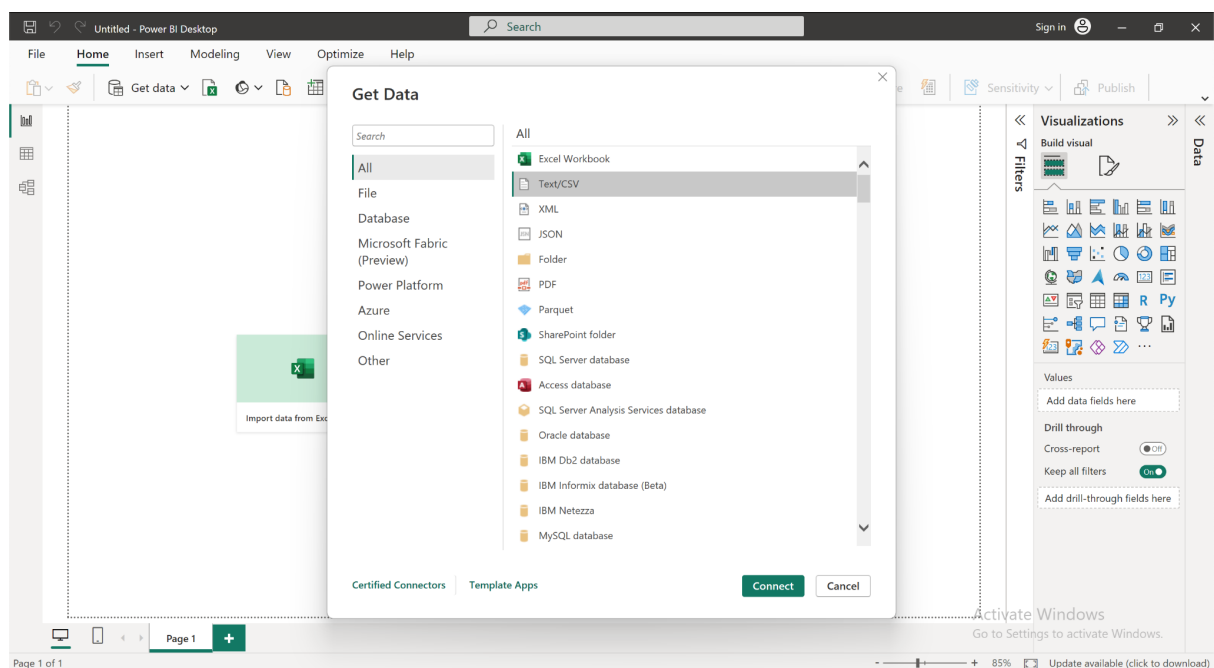 Untitled - Power BI Desktop
Search
Sign in
File Home Insert Modeling View Optimize Help
Get data
Sensitivity
Publish
Get Data
Search
All
File
Database
Microsoft Fabric
(Preview)
Power Platform
Azure
Online Services
Other
All
Excel Workbook
Text/CSV
XML
JSON
Folder
PDF
Parquet
SharePoint folder
SQL Server database
Access database
SQL Server Analysis Services database
Oracle database
IBM Db2 database
IBM Informix database (Beta)
IBM Netezza
MySQL database
Certified Connectors
Template Apps
Connect
Cancel
Import data from Exc
Filters
Visualizations
Build visual
R Py
123
123
Values
Add data fields here
Drill through
Cross-report
Off
Keep all filters
On
Add drill-through fields here
Data
Activate Windows
Go to Settings to activate Windows.
Page 1
+
Page 1 of 1
- + 85%
Update available (click to download)